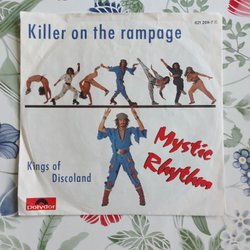 Killer on the rampage
Kings of
Discoland
Mystic
Rhythm
Polydor